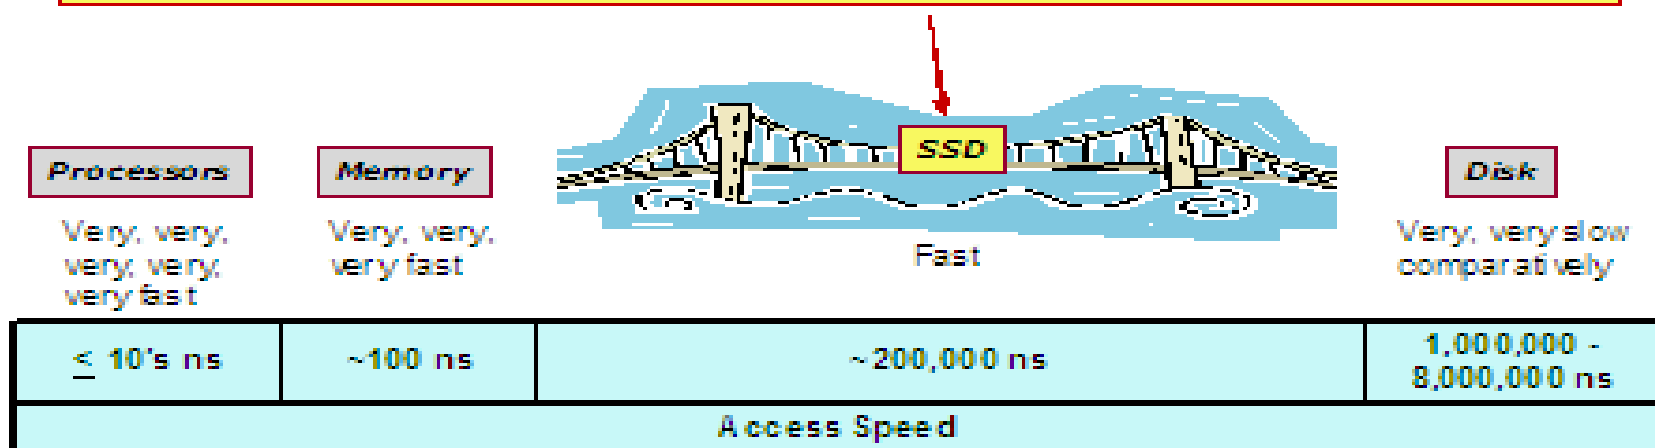 SSD
Processors
Memory
Disk
Very, very,
very, very,
very fast
Very, very,
very fast
Fast
Very, very slow
comparatively
≤ 10's ns
~100 ns
~200,000 ns
1,000,000 -
8,000,000 ns
Access Speed